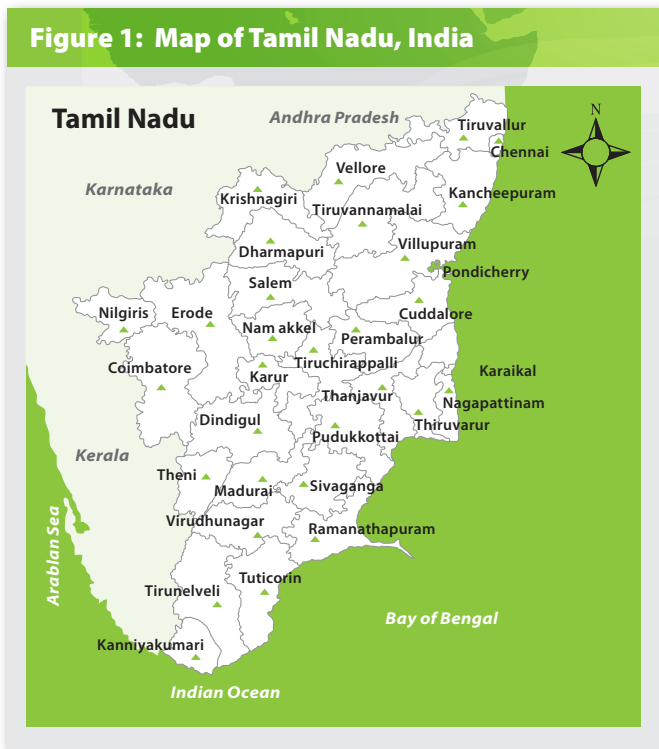 Figure 1: Map of Tamil Nadu, India
Tamil Nadu
Andhra Pradesh
N
Tiruvallur
Chennai
Vellore
Karnataka
Krishnagiri
Kancheepuram
Tiruvannamalai
Dharmapuri
Villupuram
Pondicherry
Salem
Nilgiris
Erode
Cuddalore
Nam akkel
Perambalur
Tiruchirappalli
Coimbatore
Karur
Karaikal
Thanjavur
Nagapattinam
Dindigul
Thiruvarur
Pudukkottai
Kerala
Theni
Madurai
Sivaganga
Virudhunagar
Ramanathapuram
Arablan Sea
Tuticorin
Tirunelveli
Bay of Bengal
Kanniyakumari
Indian Ocean